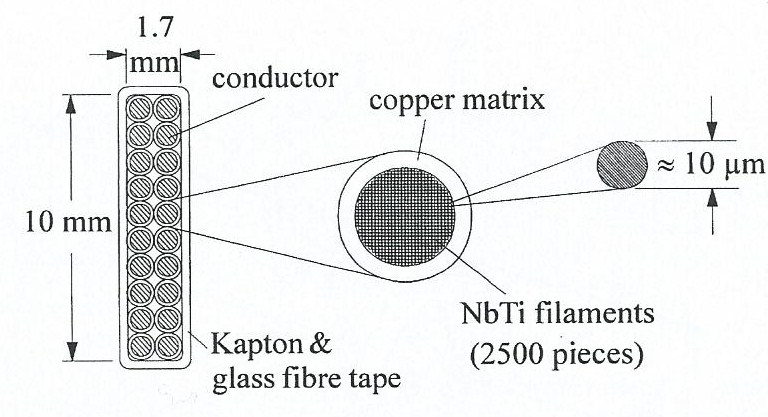 1.7
mm
conductor
copper matrix
≈ 10 μm
10 mm
NbTi filaments
(2500 pieces)
Kapton &
glass fibre tape